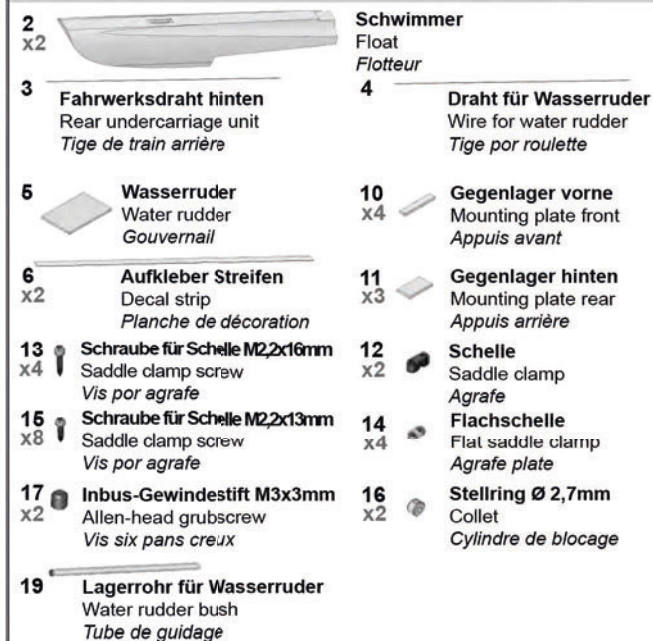 2
x2
Schwimmer
Float
Flotteur
3
Fahrwerksdraht hinten
Rear undercarriage unit
Tige de train arrière
4
Draht für Wasserruder
Wire for water rudder
Tige por roulette
5
Wasserruder
Water rudder
Gouvernail
10
x4
Gegenlager vorne
Mounting plate front
Appuis avant
6
x2
Aufkleber Streifen
Decal strip
Planche de décoration
11
x3
Gegenlager hinten
Mounting plate rear
Appuis arrière
13
x4
Schraube für Schelle M2,2x16mm
Saddle clamp screw
Vis por agrafe
12
x2
Schelle
Saddle clamp
Agrafe
15
x8
Schraube für Schelle M2,2x13mm
Saddle clamp screw
Vis por agrafe
14
x4
Flachschelle
Flat saddle clamp
Agrafe plate
17
x2
Inbus-Gewindestift M3x3mm
Allen-head grubscrew
Vis six pans creux
16
x2
Stellring Ø 2,7mm
Collet
Cylindre de blocage
19
Lagerrohr für Wasserruder
Water rudder bush
Tube de guidage